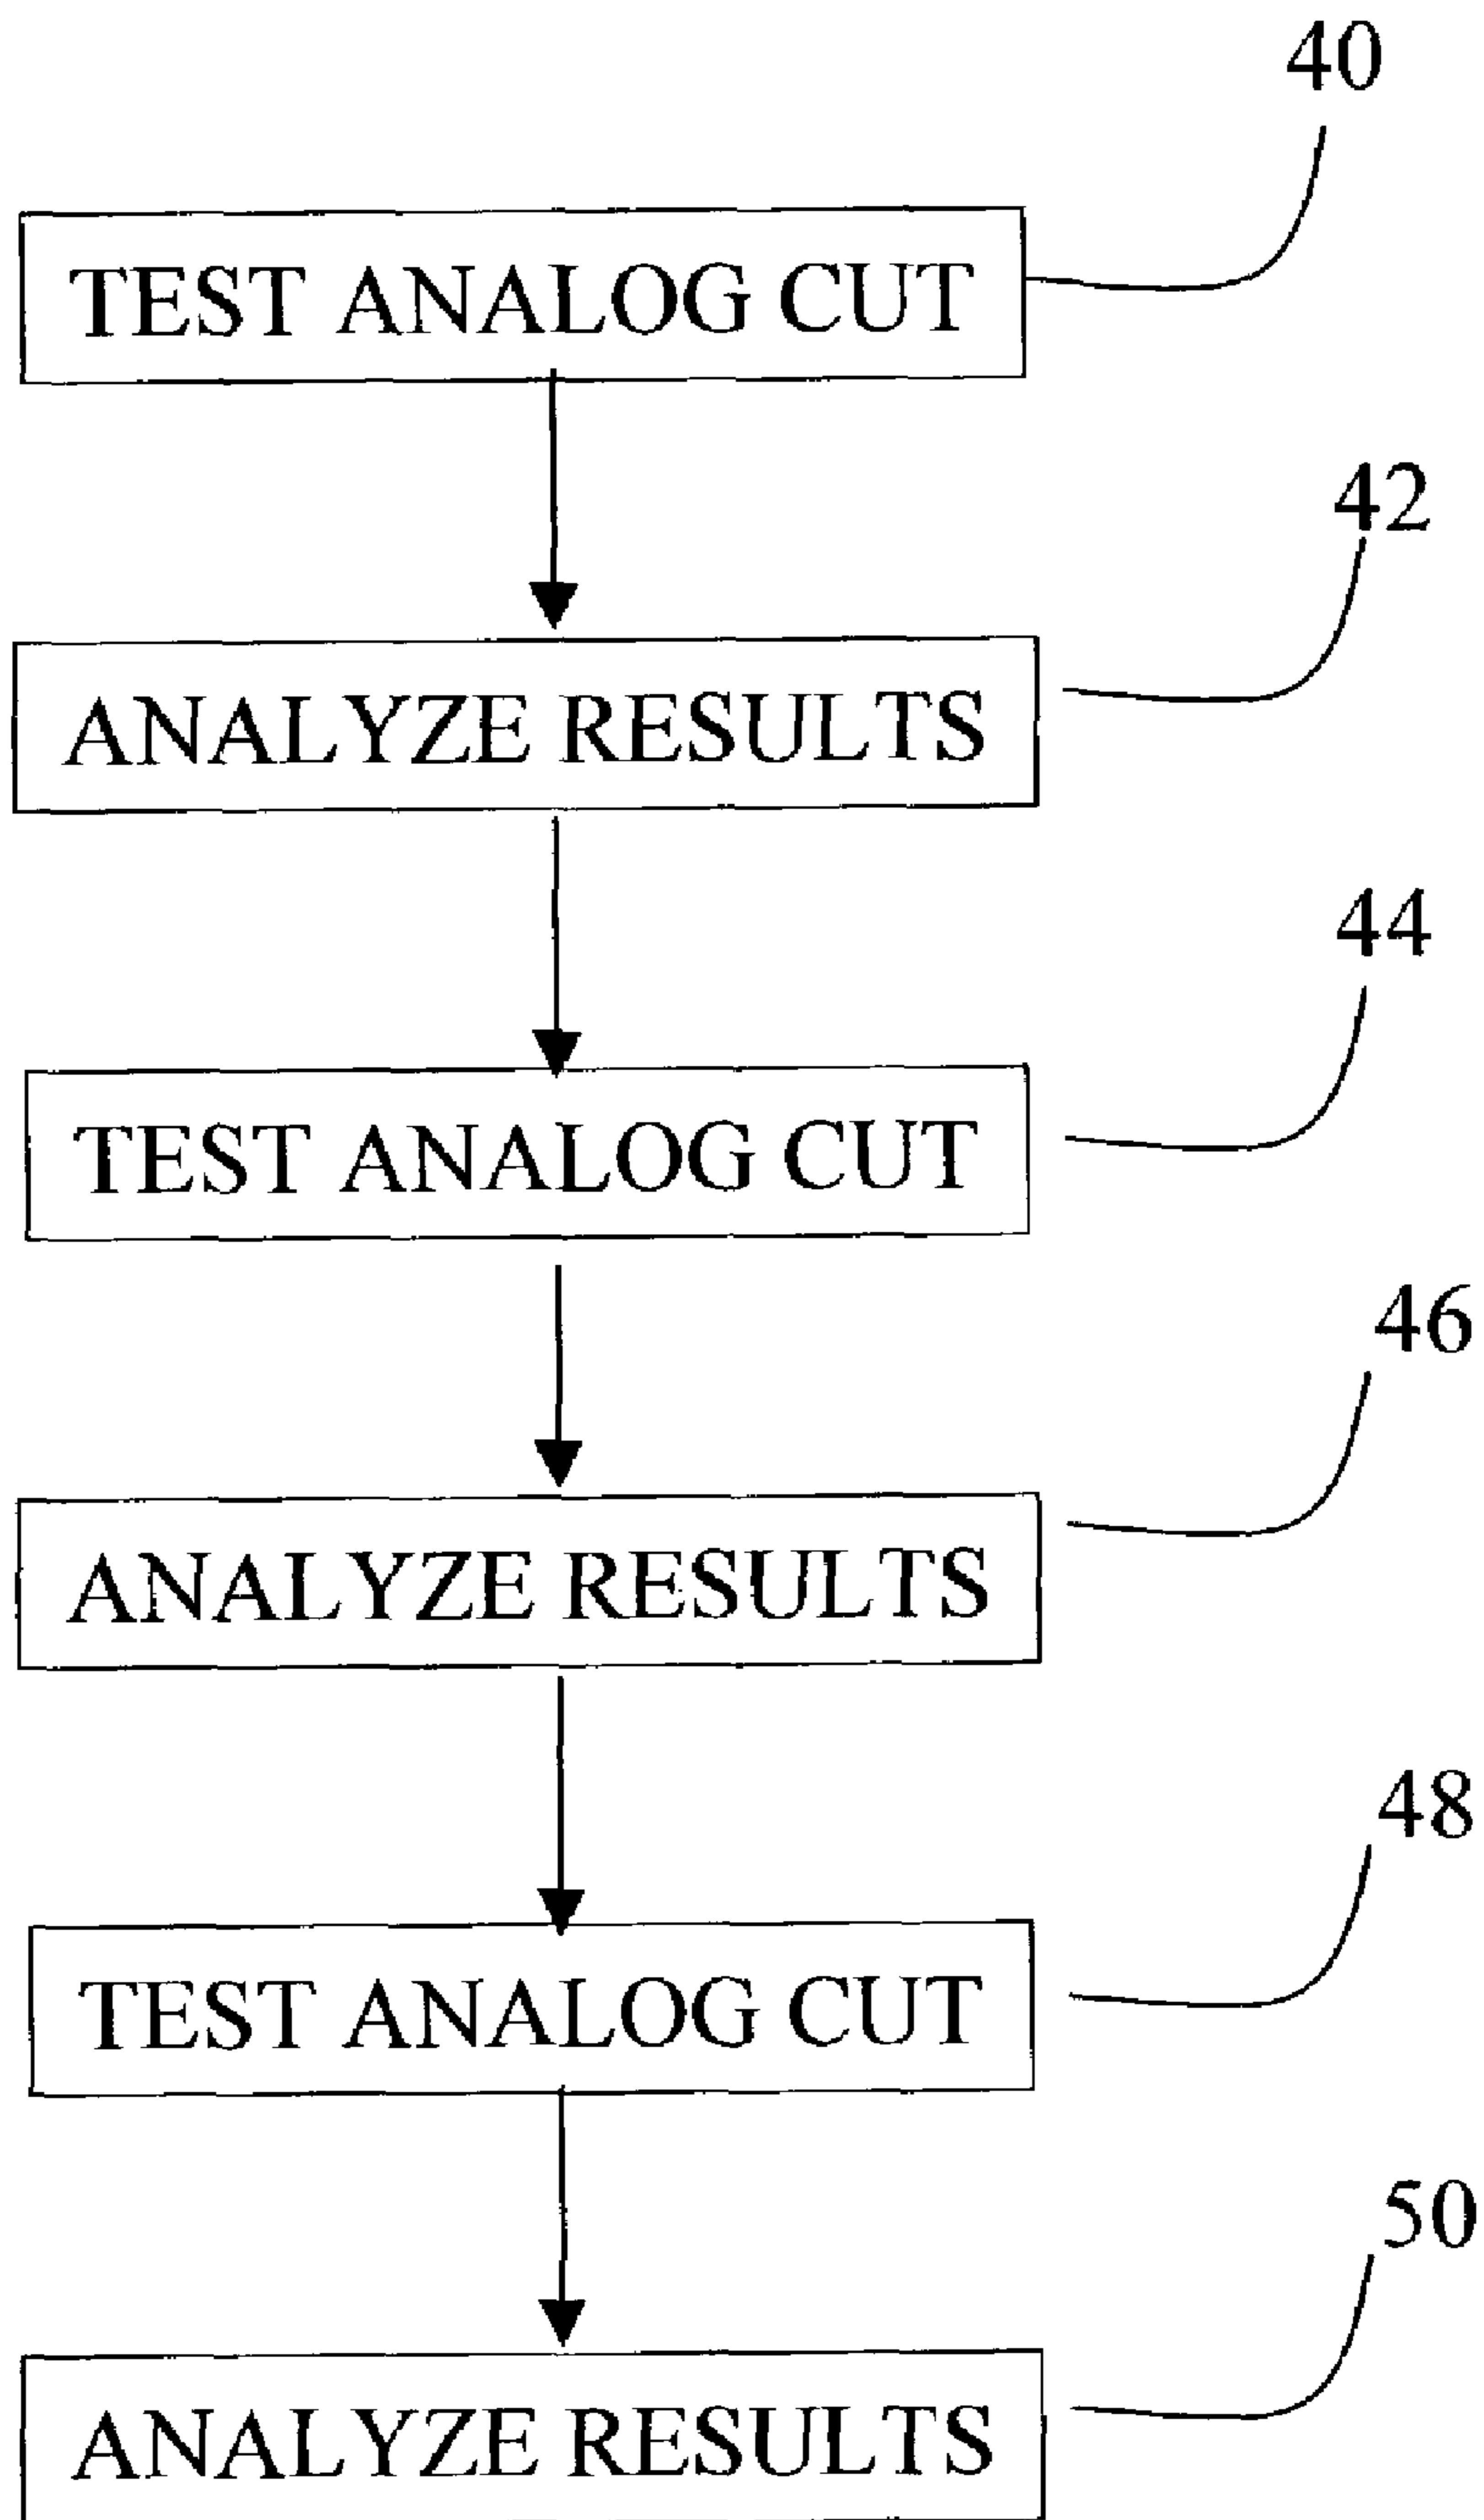 40
TEST ANALOG CUT
42
ANALYZE RESULTS
44
TEST ANALOG CUT
46
ANALYZE RESULTS
48
TEST ANALOG CUT
50
ANALYZE RESULTS